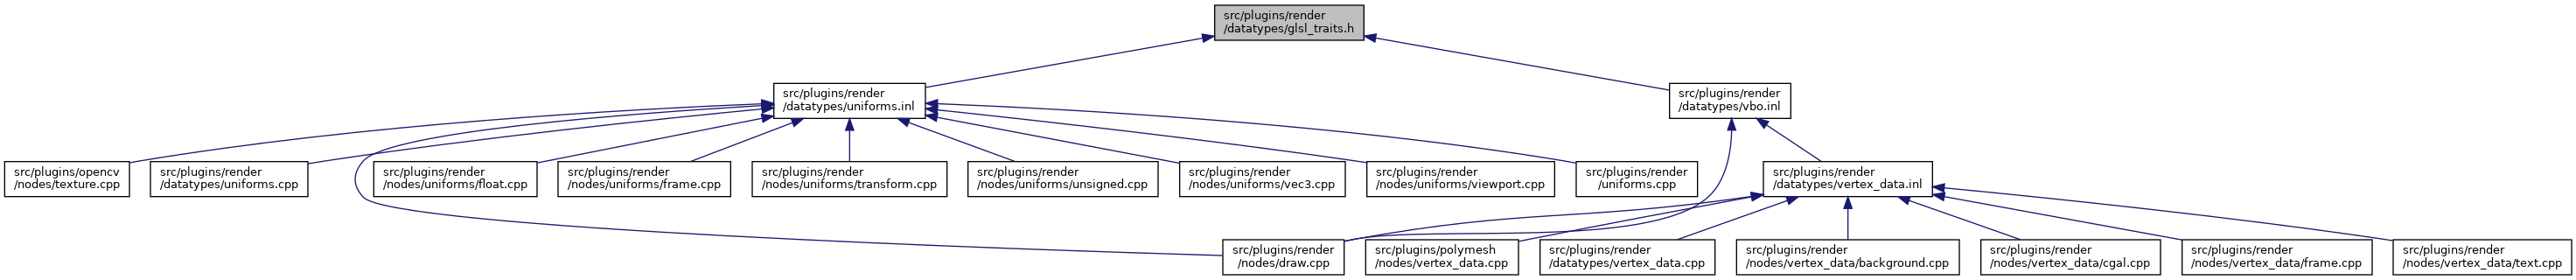 src/plugins/render
/datatypes/glsl_traits.h
src/plugins/render
/datatypes/uniforms.inl
src/plugins/render
/datatypes/vbo.inl
src/plugins/opencv
/nodes/texture.cpp
src/plugins/render
/datatypes/uniforms.cpp
src/plugins/render
/nodes/uniforms/float.cpp
src/plugins/render
/nodes/uniforms/frame.cpp
src/plugins/render
/nodes/uniforms/transform.cpp
src/plugins/render
/nodes/uniforms/unsigned.cpp
src/plugins/render
/nodes/uniforms/vec3.cpp
src/plugins/render
/nodes/uniforms/viewport.cpp
src/plugins/render
/uniforms.cpp
src/plugins/render
/datatypes/vertex_data.inl
src/plugins/render
/nodes/draw.cpp
src/plugins/polymesh
/nodes/vertex_data.cpp
src/plugins/render
/datatypes/vertex_data.cpp
src/plugins/render
/nodes/vertex_data/background.cpp
src/plugins/render
/nodes/vertex_data/cgal.cpp
src/plugins/render
/nodes/vertex_data/frame.cpp
src/plugins/render
/nodes/vertex_data/text.cpp